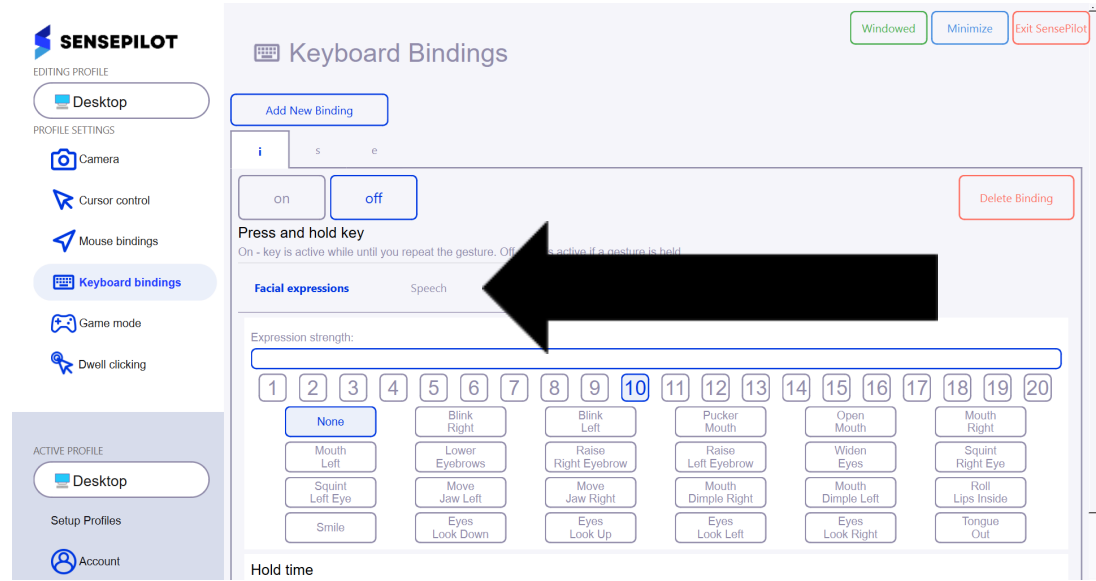 SENSEPILOT
EDITING PROFILE
Desktop
PROFILE SETTINGS
Camera
Cursor control
Mouse bindings
Keyboard bindings
Game mode
Dwell clicking
ACTIVE PROFILE
Desktop
Setup Profiles
Account
Windowed Minimize Exit SensePilot
Keyboard Bindings
Add New Binding
i s e
on off Delete Binding
Press and hold key
On - key is active while until you repeat the gesture. Off s active if a gesture is held
Facial expressions Speech
Expression strength:
1 2 3 4 5 6 7 8 9 10 11 12 13 14 15 16 17 18 19 20
None
Blink
Right
Blink
Left
Pucker
Mouth
Open
Mouth
Mouth
Right
Mouth
Left
Lower
Eyebrows
Raise
Right Eyebrow
Raise
Left Eyebrow
Widen
Eyes
Squint
Right Eye
Squint
Left Eye
Move
Jaw Left
Move
Jaw Right
Mouth
Dimple Right
Mouth
Dimple Left
Roll
Lips Inside
Smile
Eyes
Look Down
Eyes
Look Up
Eyes
Look Left
Eyes
Look Right
Tongue
Out
Hold time